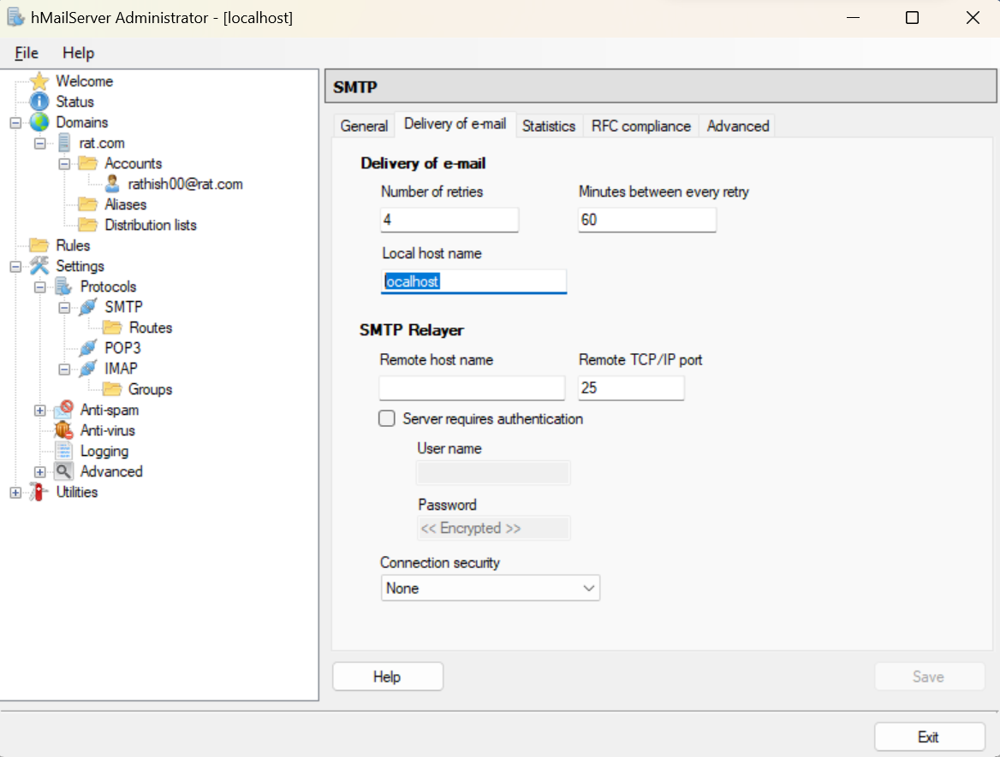 hMailServer Administrator - [localhost]
File Help
Welcome
Status
Domains
rat.com
Accounts
rathish00@rat.com
Aliases
Distribution lists
Rules
Settings
Protocols
SMTP
Routes
POP3
IMAP
Groups
Anti-spam
Anti-virus
Logging
Advanced
Utilities
SMTP
General Delivery of e-mail Statistics RFC compliance Advanced
Delivery of e-mail
Number of retries Minutes between every retry
4 60
Local host name
localhost
SMTP Relayer
Remote host name Remote TCP/IP port
25
Server requires authentication
User name
Password
<< Encrypted >>
Connection security
None
Help Save
Exit